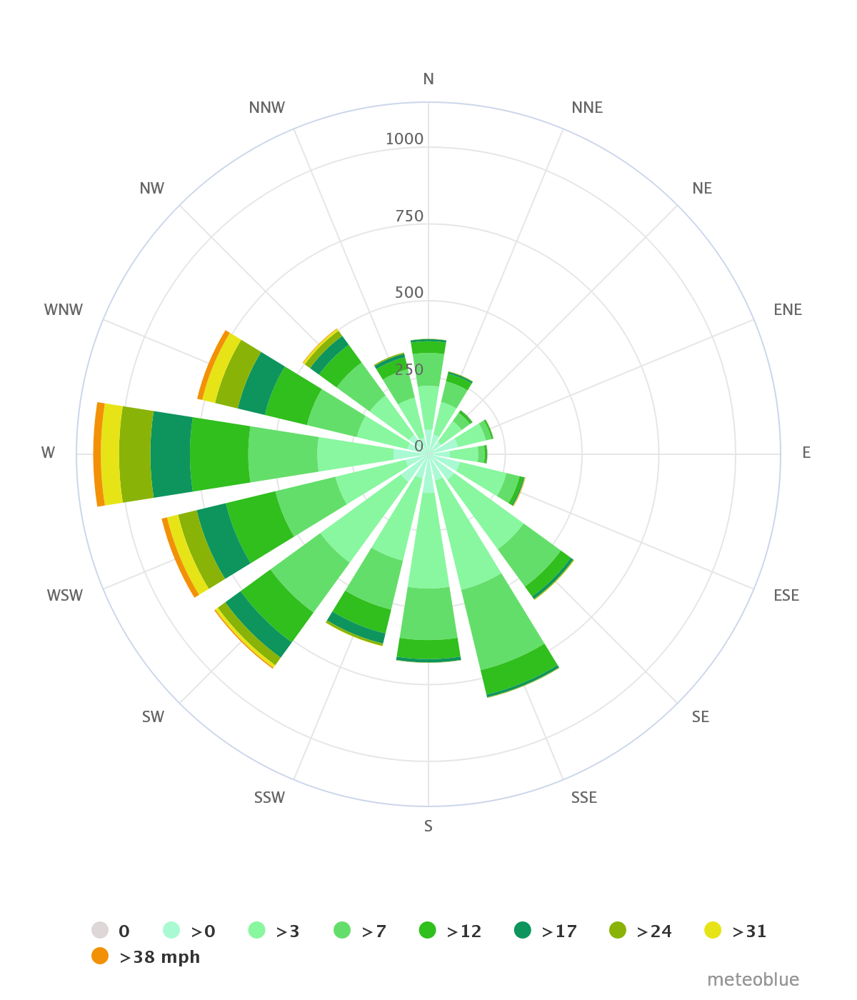 N
NNW NNE
1000
NW NE
750
500
WNW ENE
250
0
W E
WSW ESE
SW SE
SSW SSE
S
0 >0 >3 >7 >12 >17 >24 >31
>38 mph
meteoblue